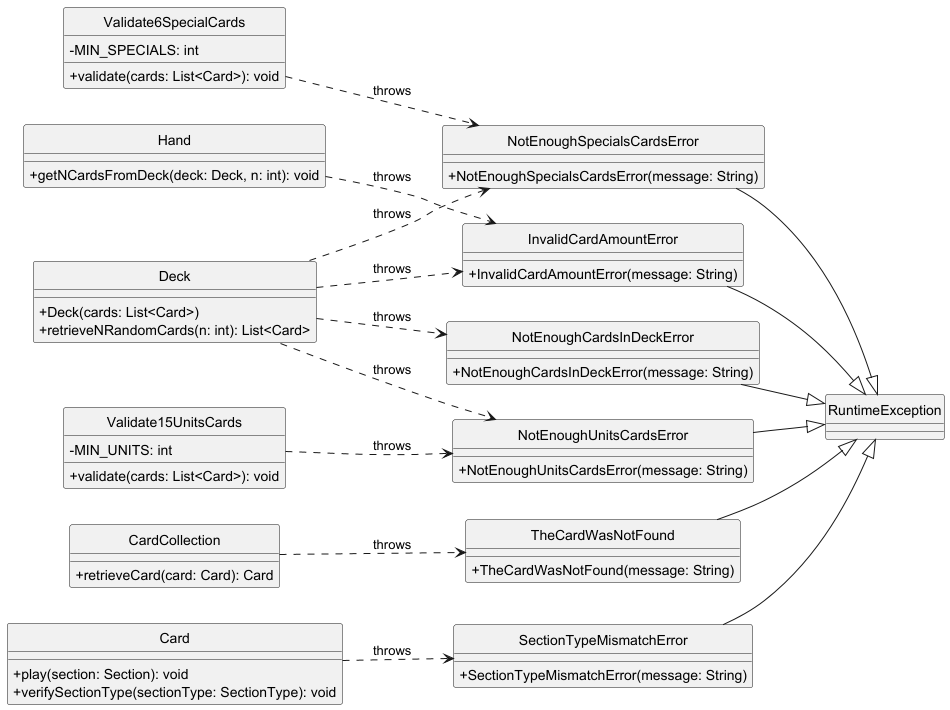 Validate6SpecialCards
-MIN_SPECIALS: int
+validate(cards: List<Card>): void
throws
Hand
+getNCardsFromDeck(deck: Deck, n: int): void
NotEnoughSpecialsCardsError
+NotEnoughSpecialsCardsError(message: String)
throws
throws
InvalidCardAmountError
+InvalidCardAmountError(message: String)
Deck
+Deck(cards: List<Card>)
+retrieveNRandomCards(n: int): List<Card>
throws
throws
NotEnoughCardsInDeckError
+NotEnoughCardsInDeckError(message: String)
throws
RuntimeException
Validate15UnitsCards
-MIN_UNITS: int
+validate(cards: List<Card>): void
throws
NotEnoughUnitsCardsError
+NotEnoughUnitsCardsError(message: String)
CardCollection
+retrieveCard(card: Card): Card
throws
TheCardWasNotFound
+TheCardWasNotFound(message: String)
Card
+play(section: Section): void
+verifySectionType(sectionType: SectionType): void
throws
SectionTypeMismatchError
+SectionTypeMismatchError(message: String)